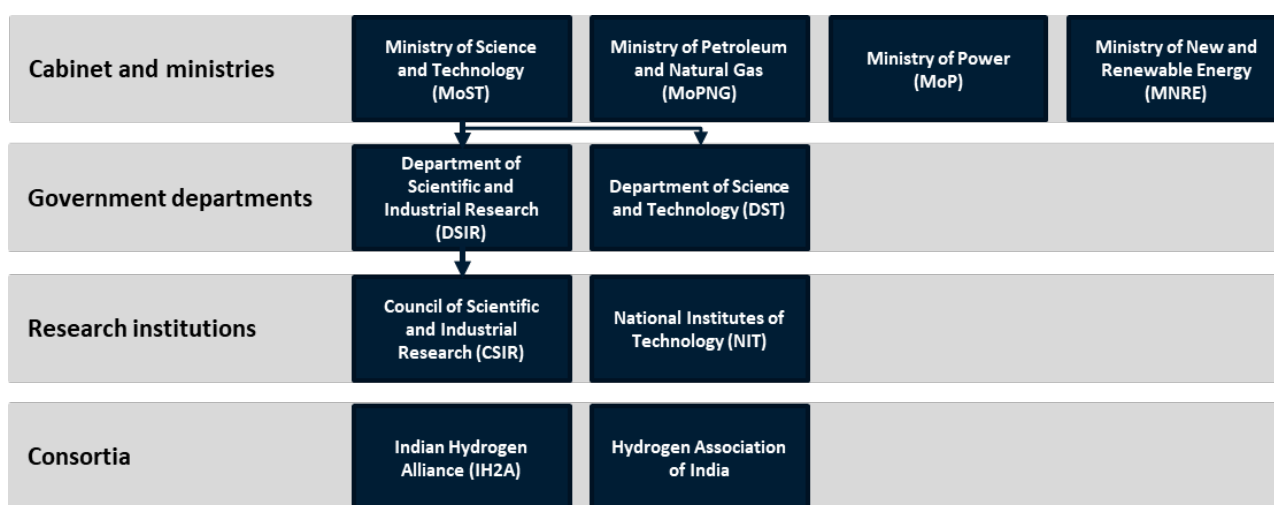 Cabinet and ministries
Ministry of Science
and Technology
(MoST)
Ministry of Petroleum
and Natural Gas
(MoPNG)
Ministry of Power
(MoP)
Ministry of New and
Renewable Energy
(MNRE)
Government departments
Department of
Scientific and
Industrial Research
(DSIR)
Department of Science
and Technology (DST)
Research institutions
Council of Scientific
and Industrial
Research (CSIR)
National Institutes of
Technology (NIT)
Consortia
Indian Hydrogen
Alliance (IH2A)
Hydrogen Association
of India